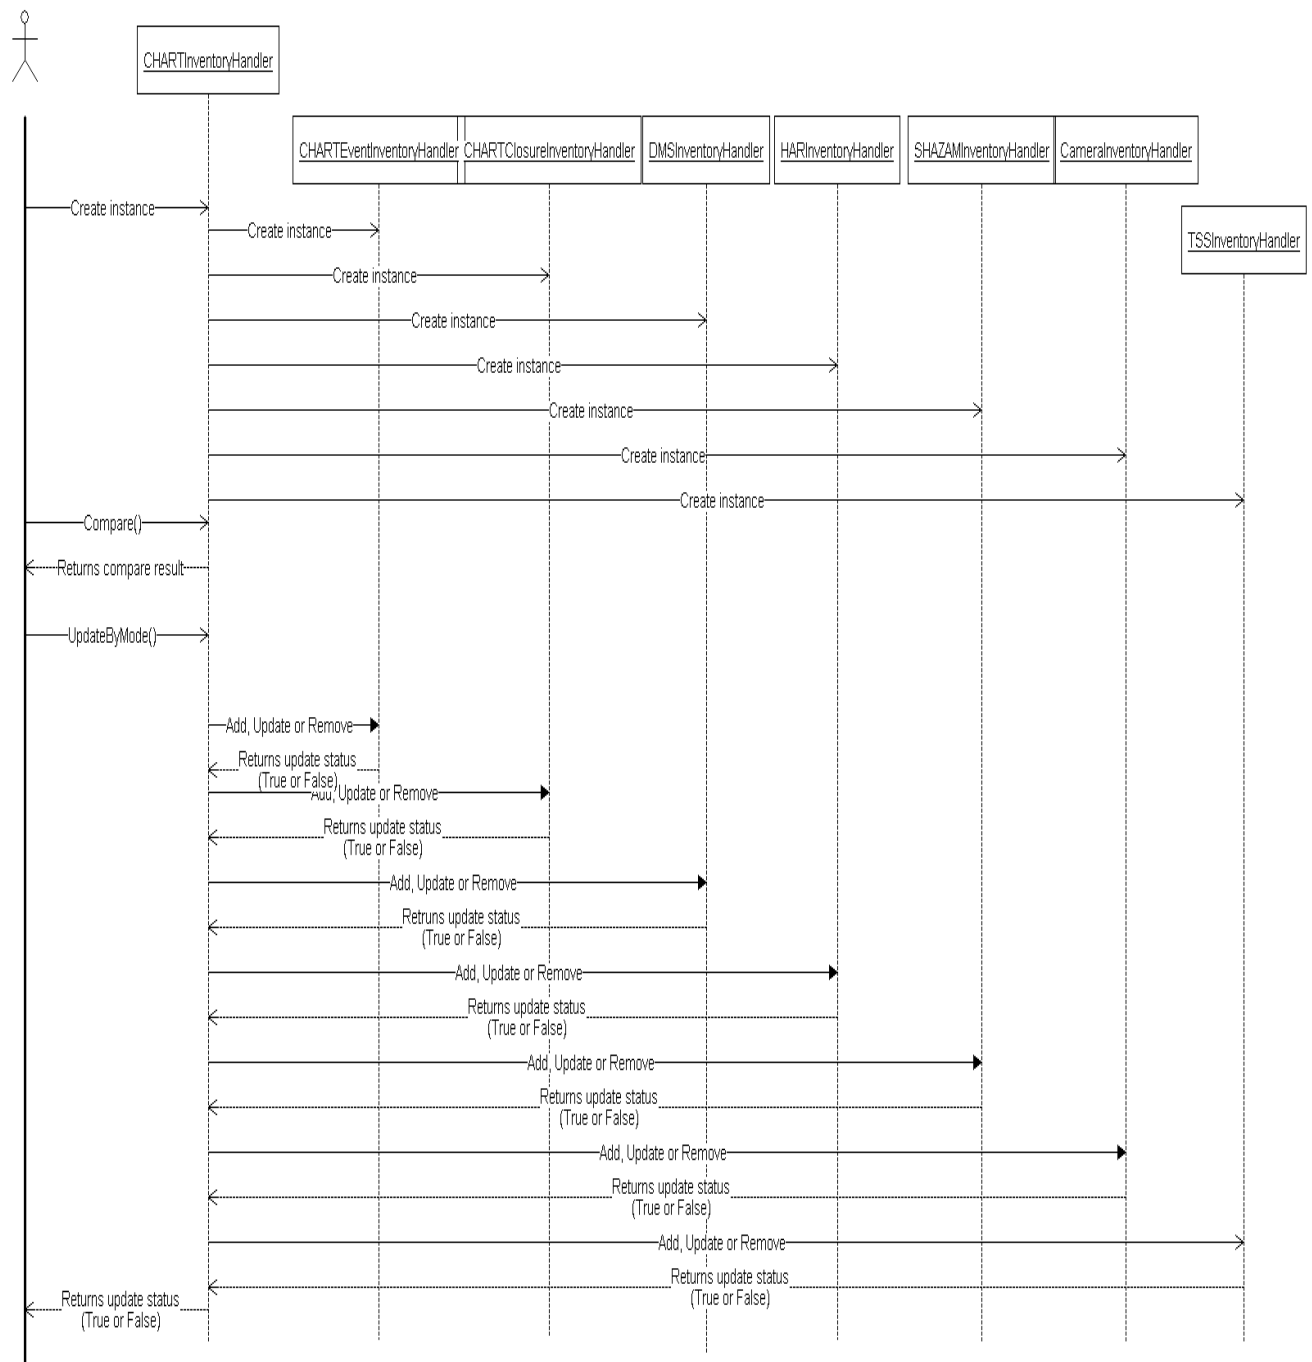 CHARTInventoryHandler
CHARTEventInventoryHandler
CHARTClosureInventoryHandler
DMSInventoryHandler
HARInventoryHandler
SHAZAMInventoryHandler
CameraInventoryHandler
TSSInventoryHandler
Create instance
Create instance
Create instance
Create instance
Create instance
Create instance
Create instance
Create instance
Compare()
Returns compare result
UpdateByMode()
Add, Update or Remove
Returns update status
(True or False)
Add, Update or Remove
Returns update status
(True or False)
Add, Update or Remove
Retruns update status
(True or False)
Add, Update or Remove
Returns update status
(True or False)
Add, Update or Remove
Returns update status
(True or False)
Add, Update or Remove
Returns update status
(True or False)
Add, Update or Remove
Returns update status
(True or False)
Returns update status
(True or False)